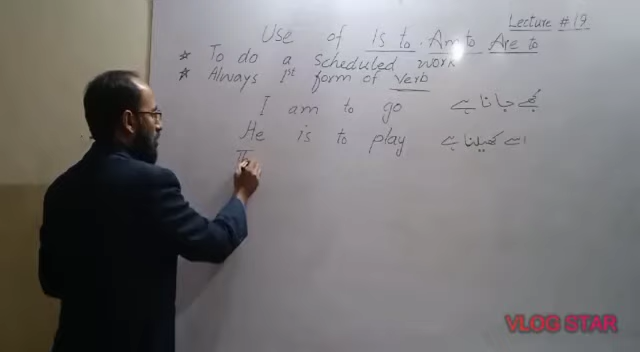 Lecture #19
Use of Is to. Am to Are to
* To do a scheduled work
* Always 1st form of verb
I am to go مجھے جانا ہے
He is to play اسے کھیلنا ہے
T
VLOG STAR